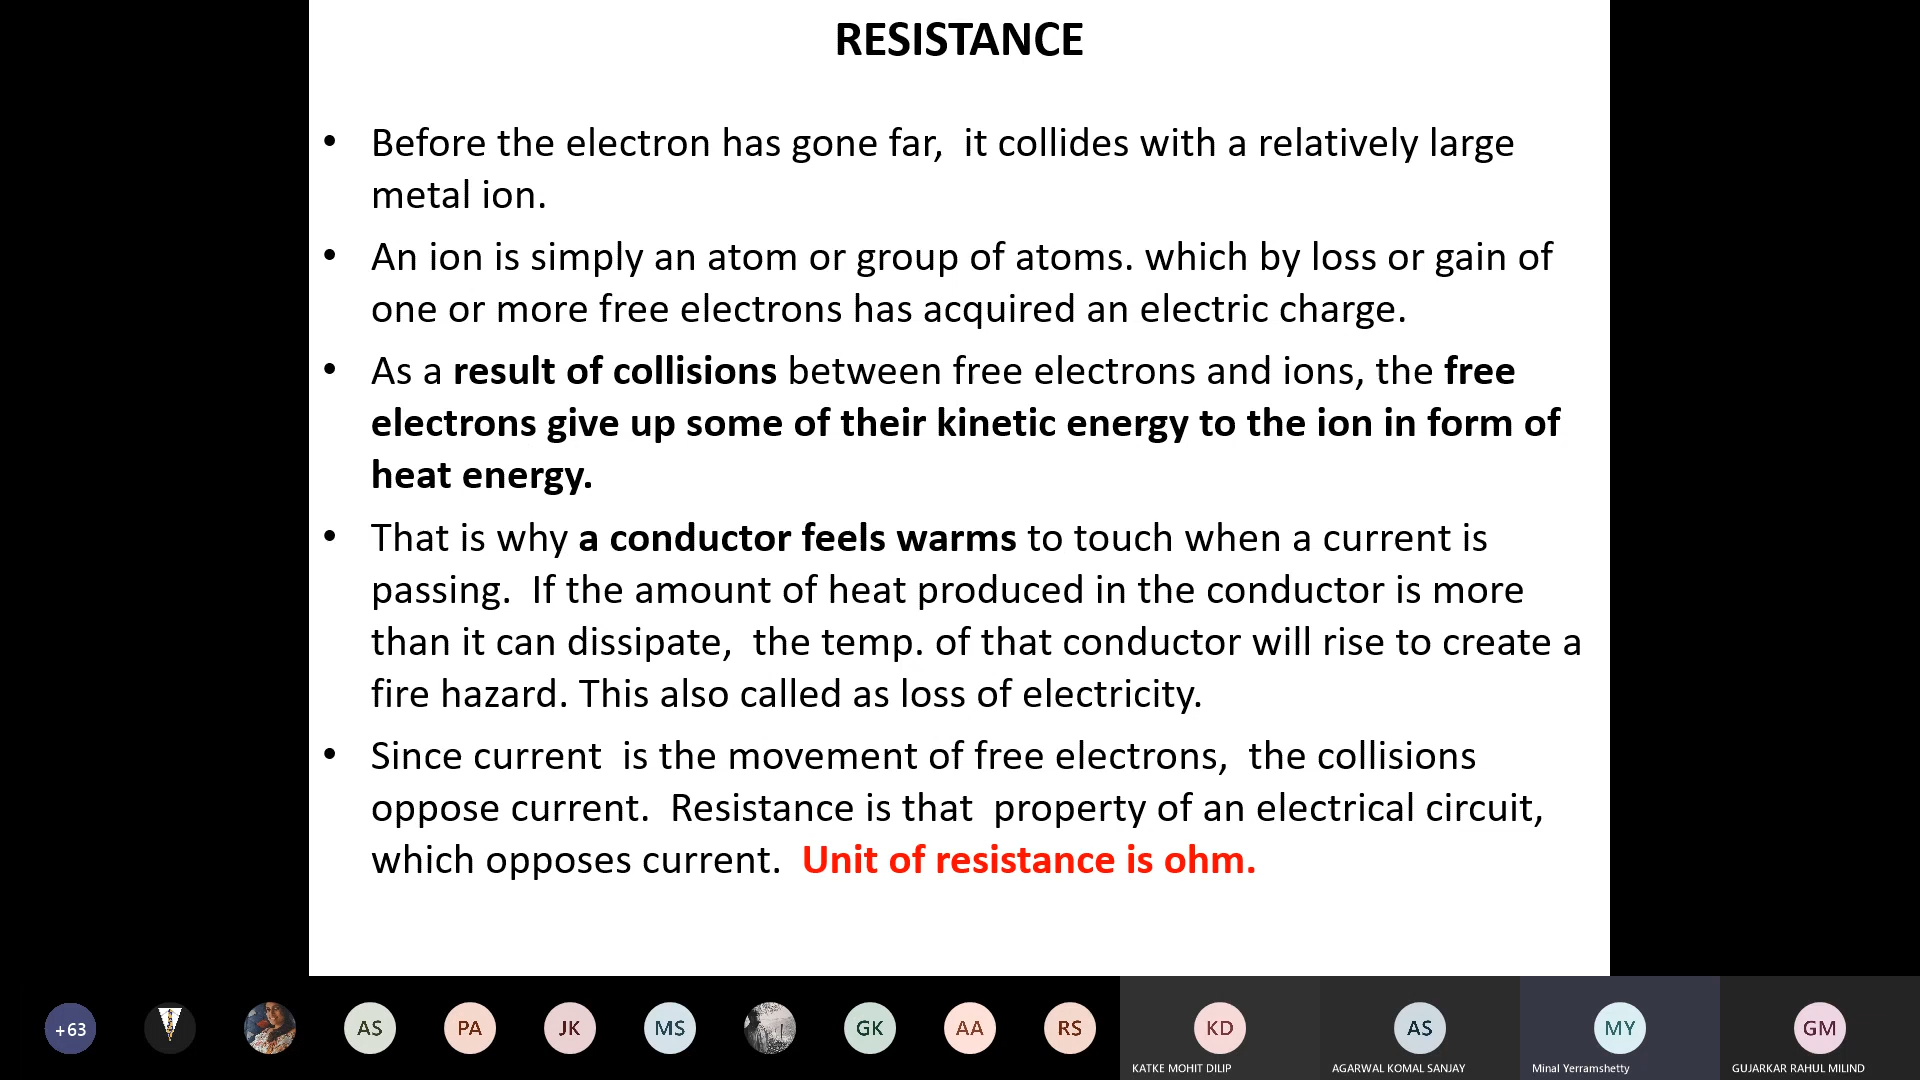 RESISTANCE
• Before the electron has gone far,  it collides with a relatively large
metal ion.
• An ion is simply an atom or group of atoms. which by loss or gain of
one or more free electrons has acquired an electric charge.
• As a result of collisions between free electrons and ions, the free
electrons give up some of their kinetic energy to the ion in form of
heat energy.
• That is why a conductor feels warms to touch when a current is
passing.  If the amount of heat produced in the conductor is more
than it can dissipate,  the temp. of that conductor will rise to create a
fire hazard. This also called as loss of electricity.
• Since current  is the movement of free electrons,  the collisions
oppose current.  Resistance is that  property of an electrical circuit,
which opposes current.  Unit of resistance is ohm.
+63 AS PA JK MS GK AA RS KD AS MY GM
KATKE MOHIT DILIP AGARWAL KOMAL SANJAY Minal Yerramshetty GUJARKAR RAHUL MILIND